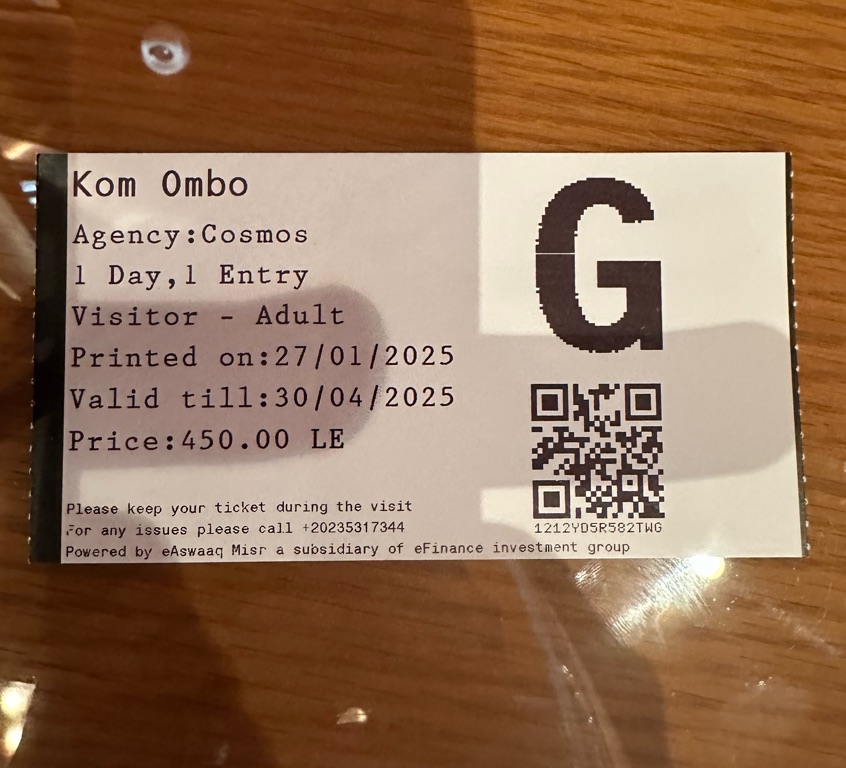 Kom Ombo
Agency:Cosmos
1 Day,1 Entry
Visitor - Adult
Printed on:27/01/2025
Valid till:30/04/2025
Price:450.00 LE
Please keep your ticket during the visit
For any issues please call +20235317344
Powered by eAswaaq Misr a subsidiary of eFinance investment group
G
1212YD5R582TWG